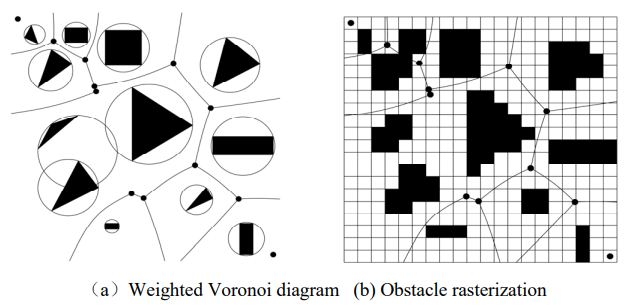 （a）Weighted Voronoi diagram (b) Obstacle rasterization